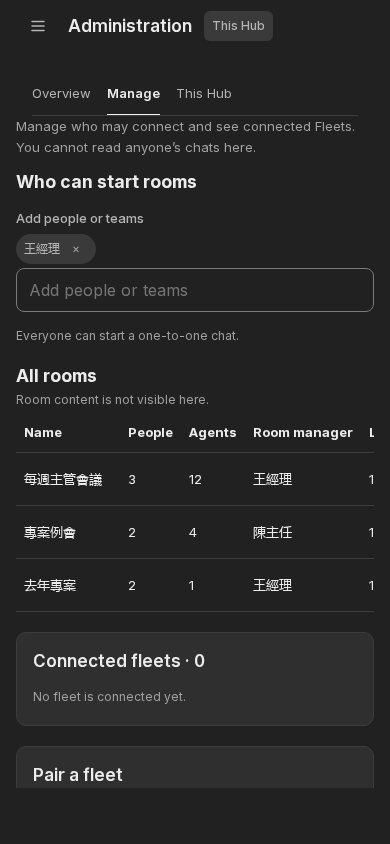 Administration
This Hub
Overview
Manage
This Hub
Manage who may connect and see connected Fleets.
You cannot read anyone’s chats here.
Who can start rooms
Add people or teams
王經理 ×
Add people or teams
Everyone can start a one-to-one chat.
All rooms
Room content is not visible here.
Name People Agents Room manager L
每週主管會議 3 12 王經理 1
專案例會 2 4 陳主任 1
去年專案 2 1 王經理 1
Connected fleets · 0
No fleet is connected yet.
Pair a fleet